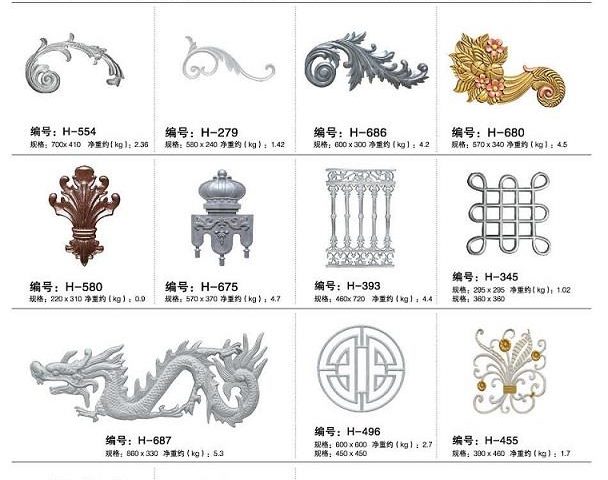 编号：H-554
规格：700x 410 净重约（kg）：2.36
编号：H-279
规格：580 x 240 净重约（kg）：1.42
编号：H-686
规格：600 x 300 净重约（kg）：4.2
编号：H-680
规格：570 x 340 净重约（kg）：4.5
编号：H-580
规格：220 x 310 净重约（kg）：0.9
编号：H-675
规格：570 x 370 净重约（kg）：4.7
编号：H-393
规格：460x 720 净重约（kg）：4.4
编号：H-345
规格：295 x 295 净重约（kg）：1.02
规格：360 x 360
编号：H-687
规格：860 x 330 净重约（kg）：5.3
编号：H-496
规格：600 x 600 净重约（kg）：2.7
规格：450 x 450
编号：H-455
规格：390 x 460 净重约（kg）：1.7